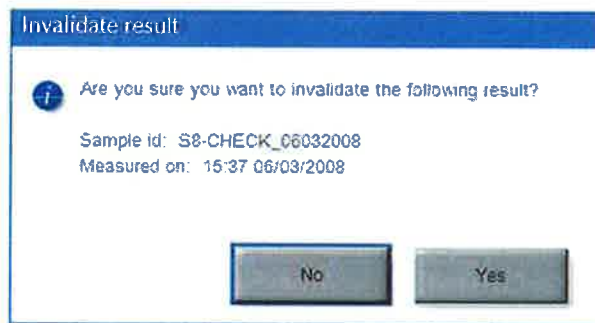 Invalidate result
Are you sure you want to invalidate the following result?
Sample id: S8-CHECK_06032008
Measured on: 15:37 06/03/2008
No
Yes